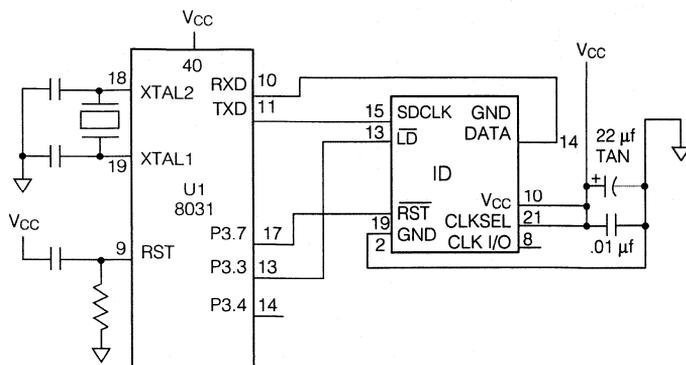 VCC
40
18
XTAL2
RXD
10
TXD
11
19
XTAL1
U1
8031
VCC
9
RST
P3.7
17
P3.3
13
P3.4
14
15
SDCLK
GND
13
LD
DATA
14
ID
RST
19
GND
2
VCC
10
CLKSEL
21
CLK I/O
8
VCC
22 µf
TAN
+
.01 µf